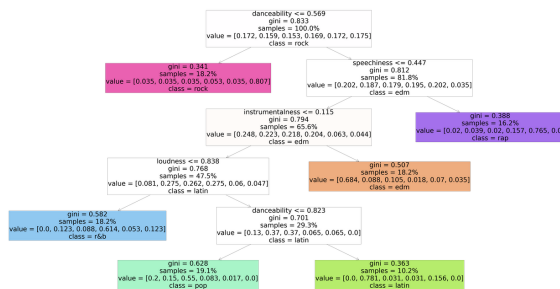 danceability <= 0.569
gini = 0.833
samples = 100.0%
value = [0.172, 0.159, 0.153, 0.169, 0.172, 0.175]
class = rock
gini = 0.341
samples = 18.2%
value = [0.035, 0.035, 0.035, 0.053, 0.035, 0.807]
class = rock
speechiness <= 0.447
gini = 0.812
samples = 81.8%
value = [0.202, 0.187, 0.179, 0.195, 0.202, 0.035]
class = edm
instrumentalness <= 0.115
gini = 0.794
samples = 65.6%
value = [0.248, 0.223, 0.218, 0.204, 0.063, 0.044]
class = edm
gini = 0.388
samples = 16.2%
value = [0.02, 0.039, 0.02, 0.157, 0.765, 0.0
class = rap
loudness <= 0.838
gini = 0.768
samples = 47.5%
value = [0.081, 0.275, 0.262, 0.275, 0.06, 0.047]
class = latin
gini = 0.507
samples = 18.2%
value = [0.684, 0.088, 0.105, 0.018, 0.07, 0.035]
class = edm
gini = 0.582
samples = 18.2%
value = [0.0, 0.123, 0.088, 0.614, 0.053, 0.123]
class = r&b
danceability <= 0.823
gini = 0.701
samples = 29.3%
value = [0.13, 0.37, 0.37, 0.065, 0.065, 0.0]
class = latin
gini = 0.628
samples = 19.1%
value = [0.2, 0.15, 0.55, 0.083, 0.017, 0.0]
class = pop
gini = 0.363
samples = 10.2%
value = [0.0, 0.781, 0.031, 0.031, 0.156, 0.0]
class = latin